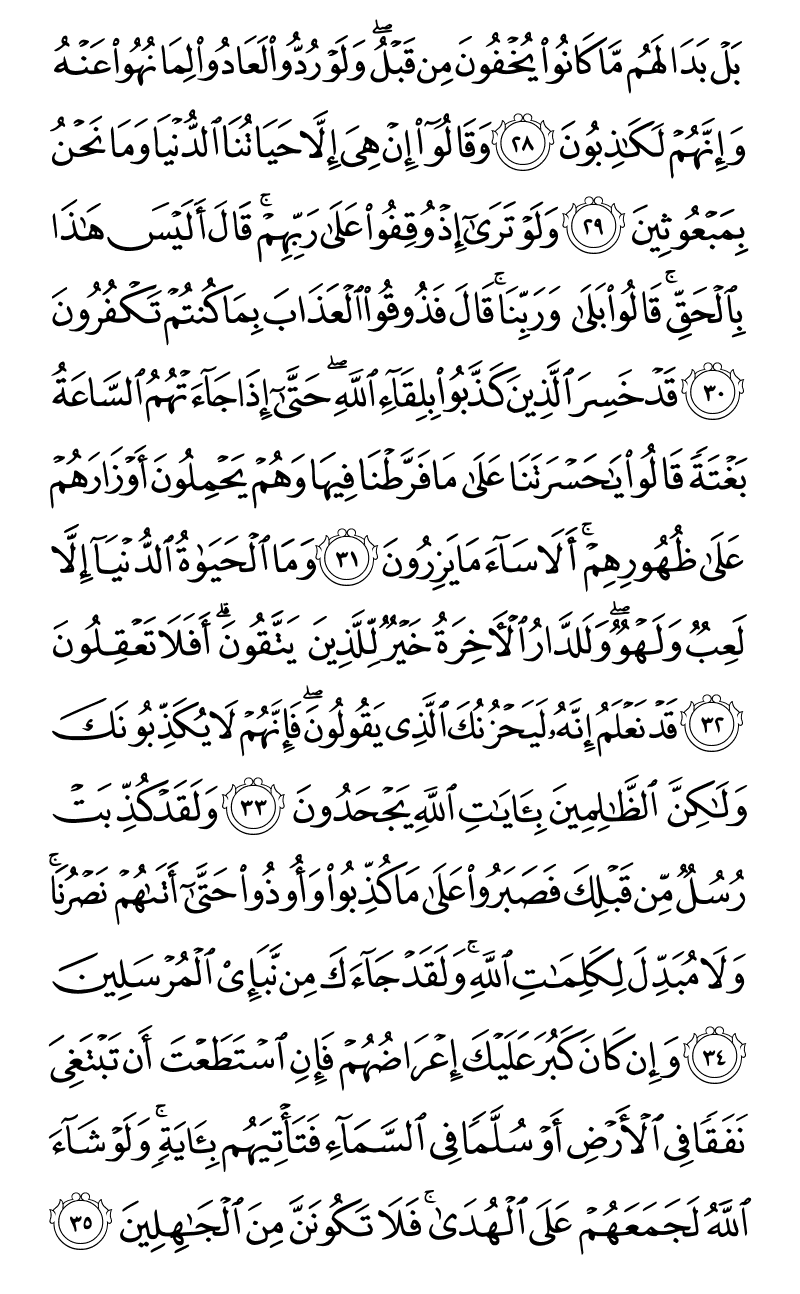 بَلۡ بَدَا لَهُم مَّا كَانُواْ يُخۡفُونَ مِن قَبۡلُۖ وَلَوۡ رُدُّواْ لَعَادُواْ لِمَا نُهُواْ عَنۡهُ
وَإِنَّهُمۡ لَكَٰذِبُونَ ٢٨ وَقَالُوٓاْ إِنۡ هِيَ إِلَّا حَيَاتُنَا ٱلدُّنۡيَا وَمَا نَحۡنُ
بِمَبۡعُوثِينَ ٢٩ وَلَوۡ تَرَىٰٓ إِذۡ وُقِفُواْ عَلَىٰ رَبِّهِمۡۚ قَالَ أَلَيۡسَ هَٰذَا
بِٱلۡحَقِّۚ قَالُواْ بَلَىٰ وَرَبِّنَاۚ قَالَ فَذُوقُواْ ٱلۡعَذَابَ بِمَا كُنتُمۡ تَكۡفُرُونَ
٣٠ قَدۡ خَسِرَ ٱلَّذِينَ كَذَّبُواْ بِلِقَآءِ ٱللَّهِۖ حَتَّىٰٓ إِذَا جَآءَتۡهُمُ ٱلسَّاعَةُ
بَغۡتَةٗ قَالُواْ يَٰحَسۡرَتَنَا عَلَىٰ مَا فَرَّطۡنَا فِيهَا وَهُمۡ يَحۡمِلُونَ أَوۡزَارَهُمۡ
عَلَىٰ ظُهُورِهِمۡۚ أَلَا سَآءَ مَا يَزِرُونَ ٣١ وَمَا ٱلۡحَيَوٰةُ ٱلدُّنۡيَآ إِلَّا
لَعِبٞ وَلَهۡوٞۖ وَلَلدَّارُ ٱلۡأٓخِرَةُ خَيۡرٞ لِّلَّذِينَ يَتَّقُونَۚ أَفَلَا تَعۡقِلُونَ
٣٢ قَدۡ نَعۡلَمُ إِنَّهُۥ لَيَحۡزُنُكَ ٱلَّذِي يَقُولُونَۖ فَإِنَّهُمۡ لَا يُكَذِّبُونَكَ
وَلَٰكِنَّ ٱلظَّٰلِمِينَ بِـَٔايَٰتِ ٱللَّهِ يَجۡحَدُونَ ٣٣ وَلَقَدۡ كُذِّبَتۡ
رُسُلٞ مِّن قَبۡلِكَ فَصَبَرُواْ عَلَىٰ مَا كُذِّبُواْ وَأُوذُواْ حَتَّىٰٓ أَتَىٰهُمۡ نَصۡرُنَاۚ
وَلَا مُبَدِّلَ لِكَلِمَٰتِ ٱللَّهِۚ وَلَقَدۡ جَآءَكَ مِن نَّبَإِيْ ٱلۡمُرۡسَلِينَ
٣٤ وَإِن كَانَ كَبُرَ عَلَيۡكَ إِعۡرَاضُهُمۡ فَإِنِ ٱسۡتَطَعۡتَ أَن تَبۡتَغِيَ
نَفَقٗا فِي ٱلۡأَرۡضِ أَوۡ سُلَّمٗا فِي ٱلسَّمَآءِ فَتَأۡتِيَهُم بِـَٔايَةٖۚ وَلَوۡ شَآءَ
ٱللَّهُ لَجَمَعَهُمۡ عَلَى ٱلۡهُدَىٰۚ فَلَا تَكُونَنَّ مِنَ ٱلۡجَٰهِلِينَ ٣٥